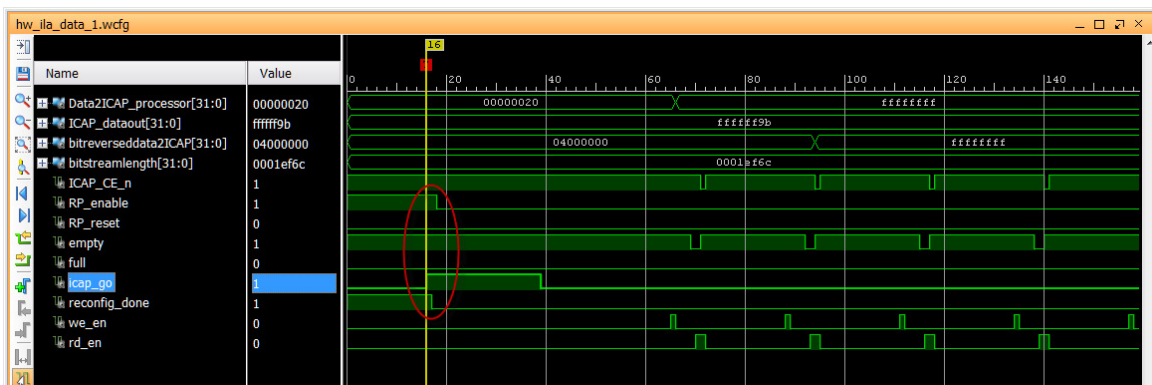 hw_ila_data_1.wcfg
16
Name Value
0 20 40 60 80 100 120 140
Data2ICAP_processor[31:0] 00000020 00000020 ffffffff
ICAP_dataout[31:0] ffffff9b ffffff9b
bitreverseddata2ICAP[31:0] 04000000 04000000 ffffffff
bitstreamlength[31:0] 0001ef6c 0001ef6c
ICAP_CE_n 1
RP_enable 1
RP_reset 0
empty 1
full 0
icap_go 1
reconfig_done 1
we_en 0
rd_en 0